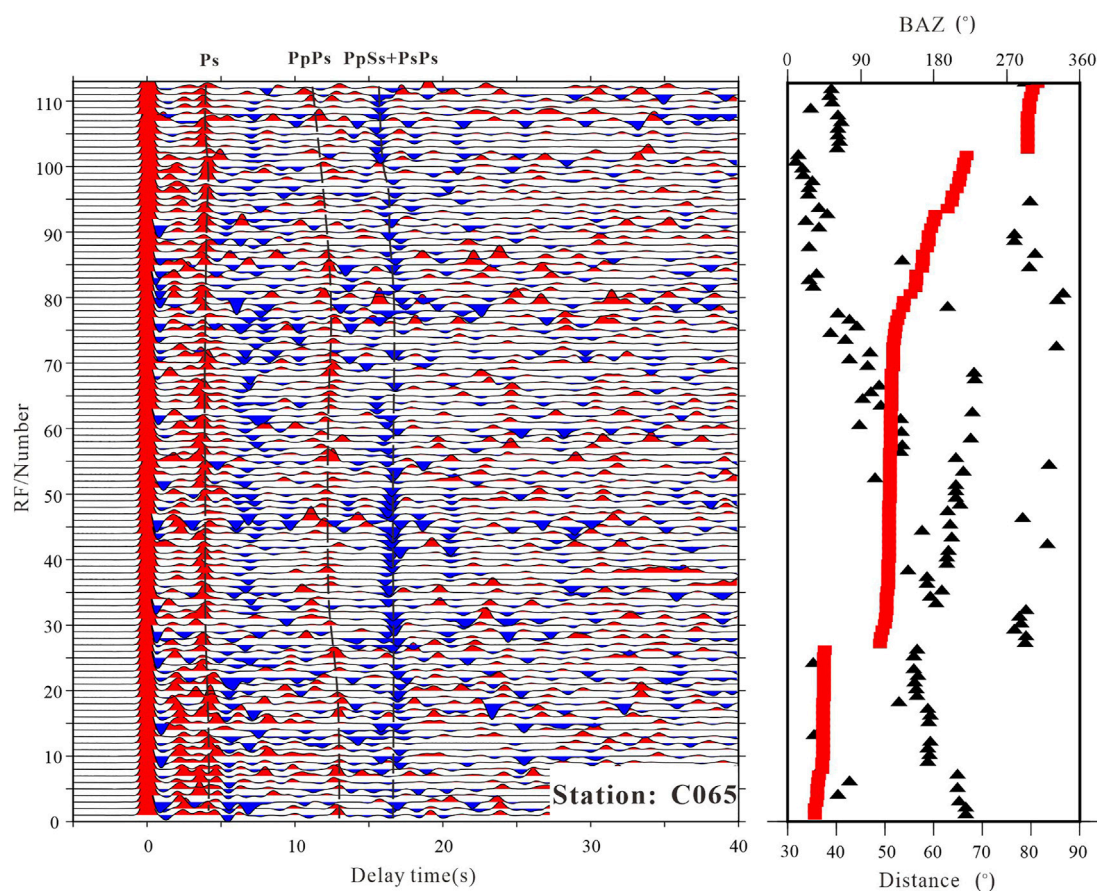 BAZ (°)
0 90 180 270 360
Ps PpPs PpSs+PsPs
110
100
90
80
70
60
50
40
30
20
10
0
RF/Number
Station: C065
0 10 20 30 40
Delay time(s)
30 40 50 60 70 80 90
Distance (°)